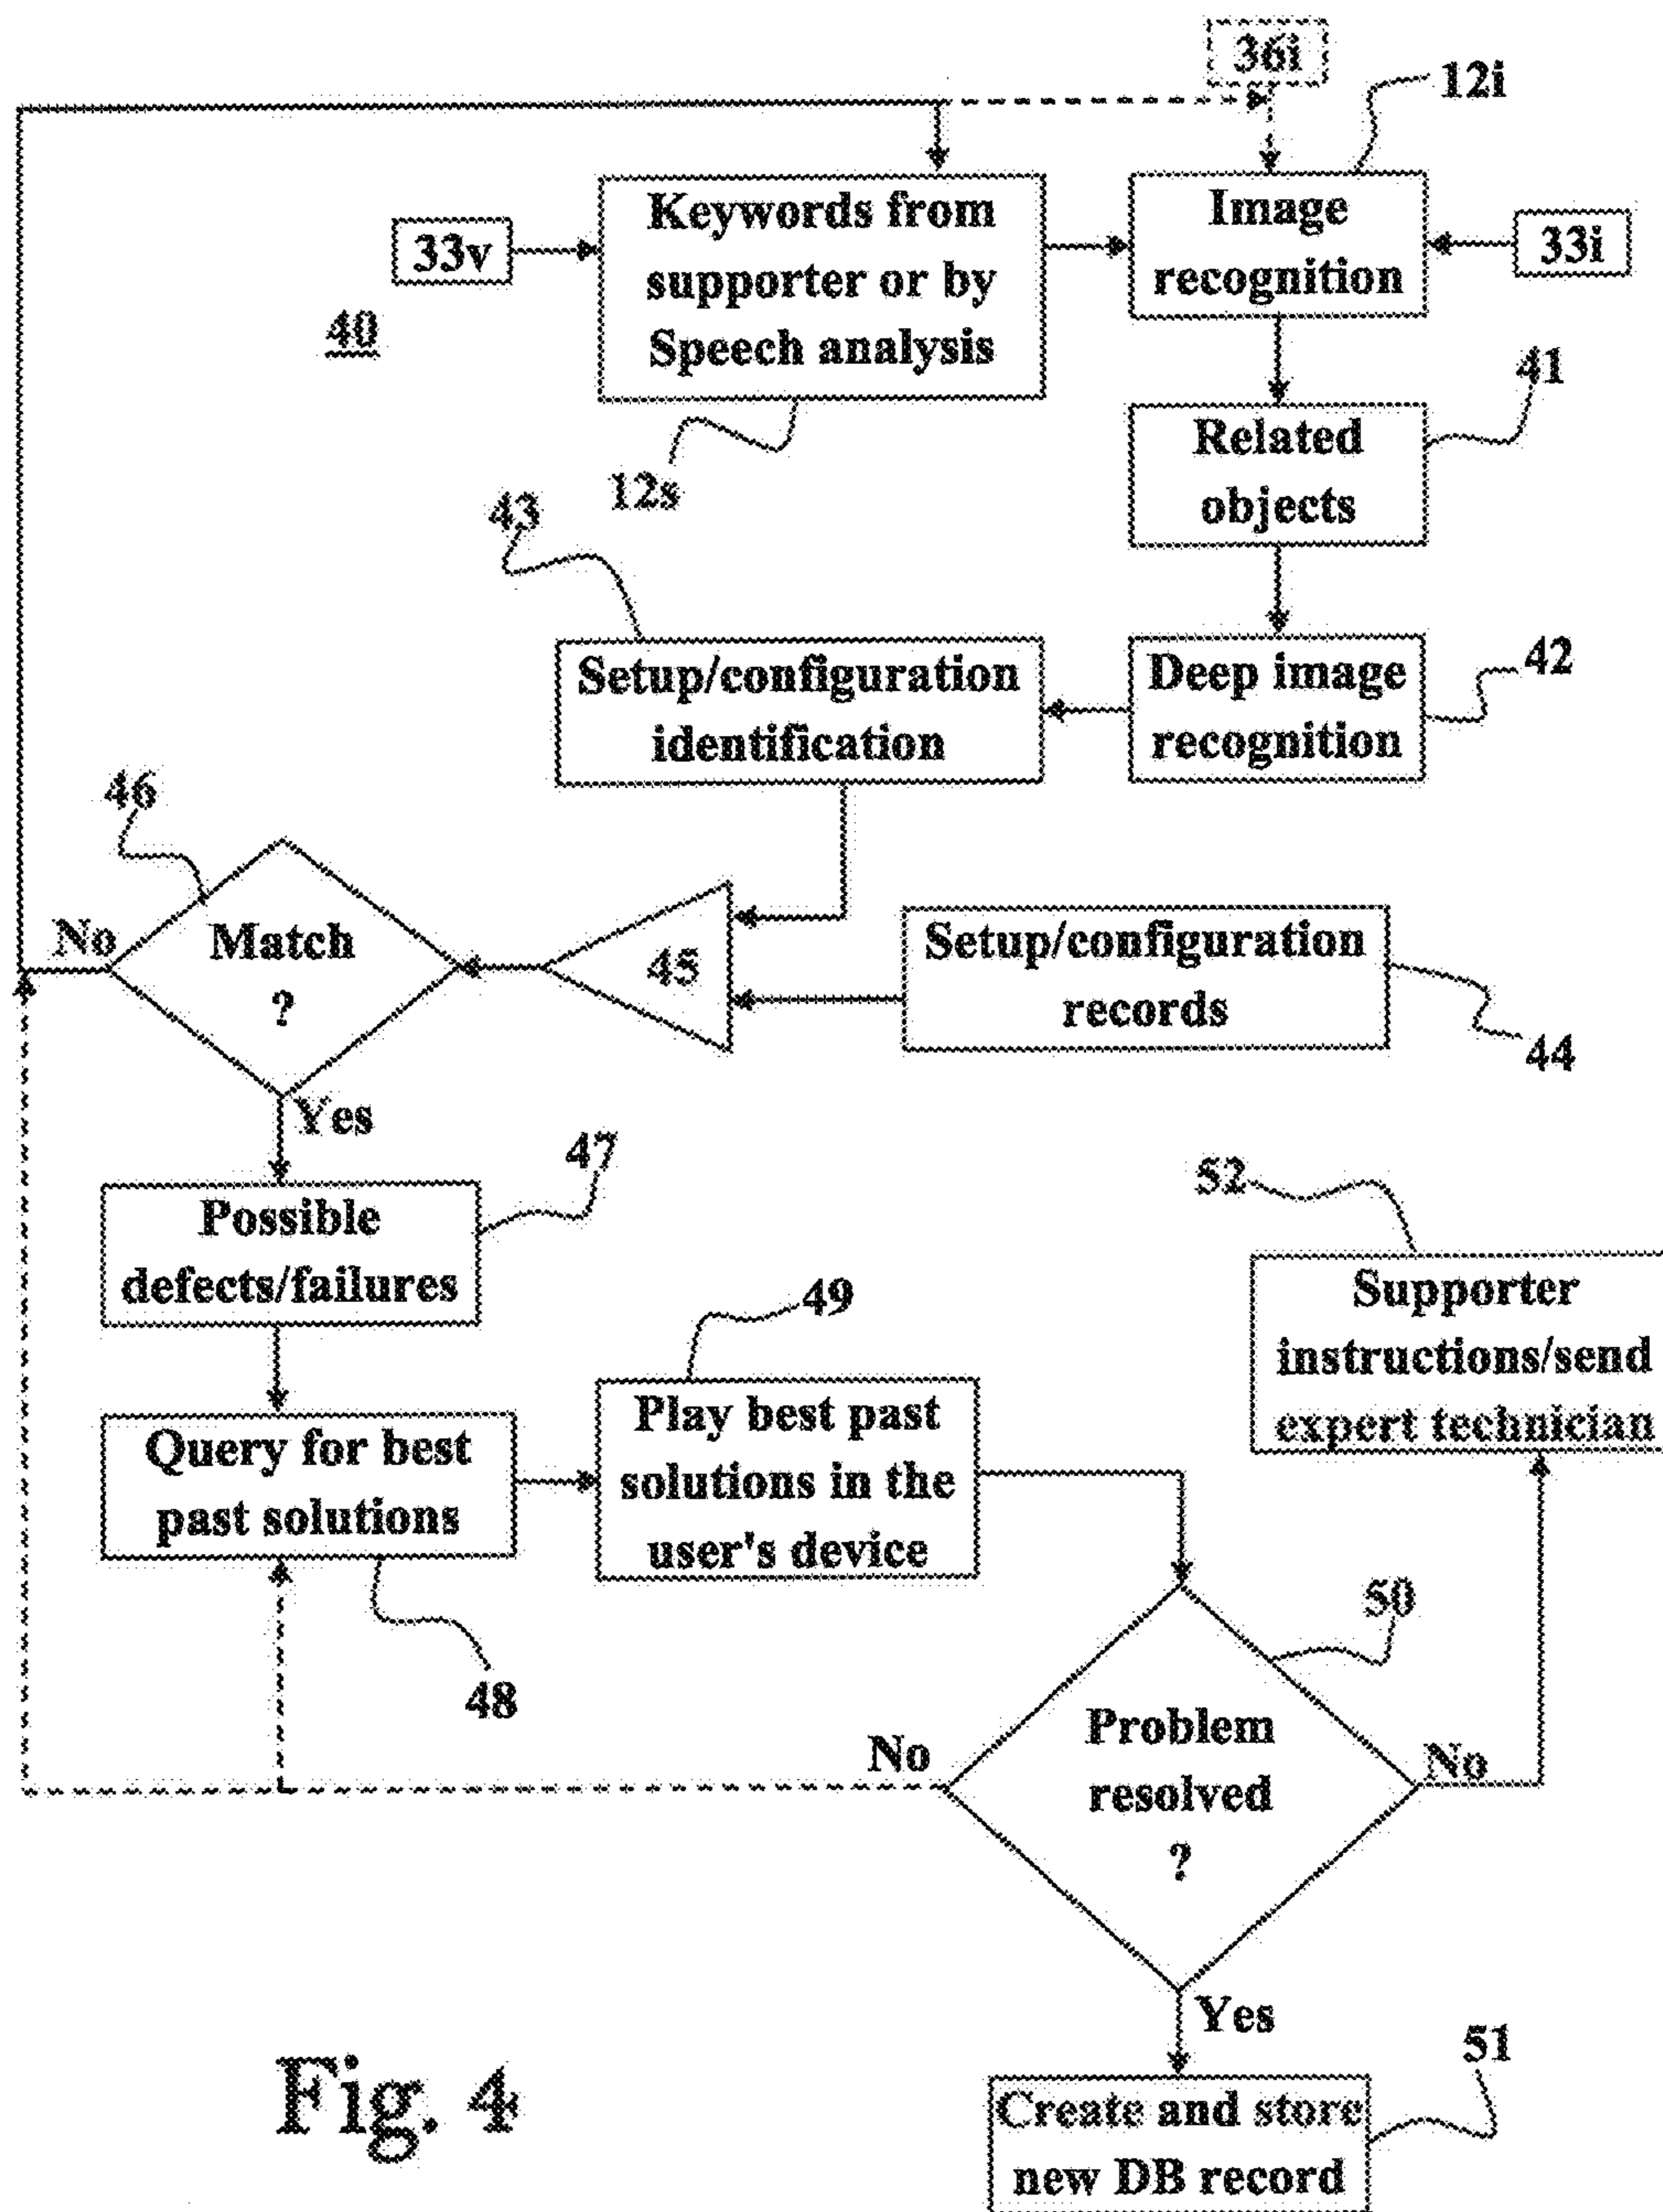 36i
12i
Keywords from
supporter or by
Speech analysis
Image
recognition
33v
33i
40
12s
41
Related
objects
43
Setup/configuration
identification
Deep image
recognition
42
46
No
Match
?
45
Setup/configuration
records
44
Yes
47
Possible
defects/failures
52
Supporter
instructions/send
expert technician
49
Play best past
solutions in the
user's device
Query for best
past solutions
48
50
No
Problem
resolved
?
No
Yes
51
Create and store
new DB record
Fig. 4